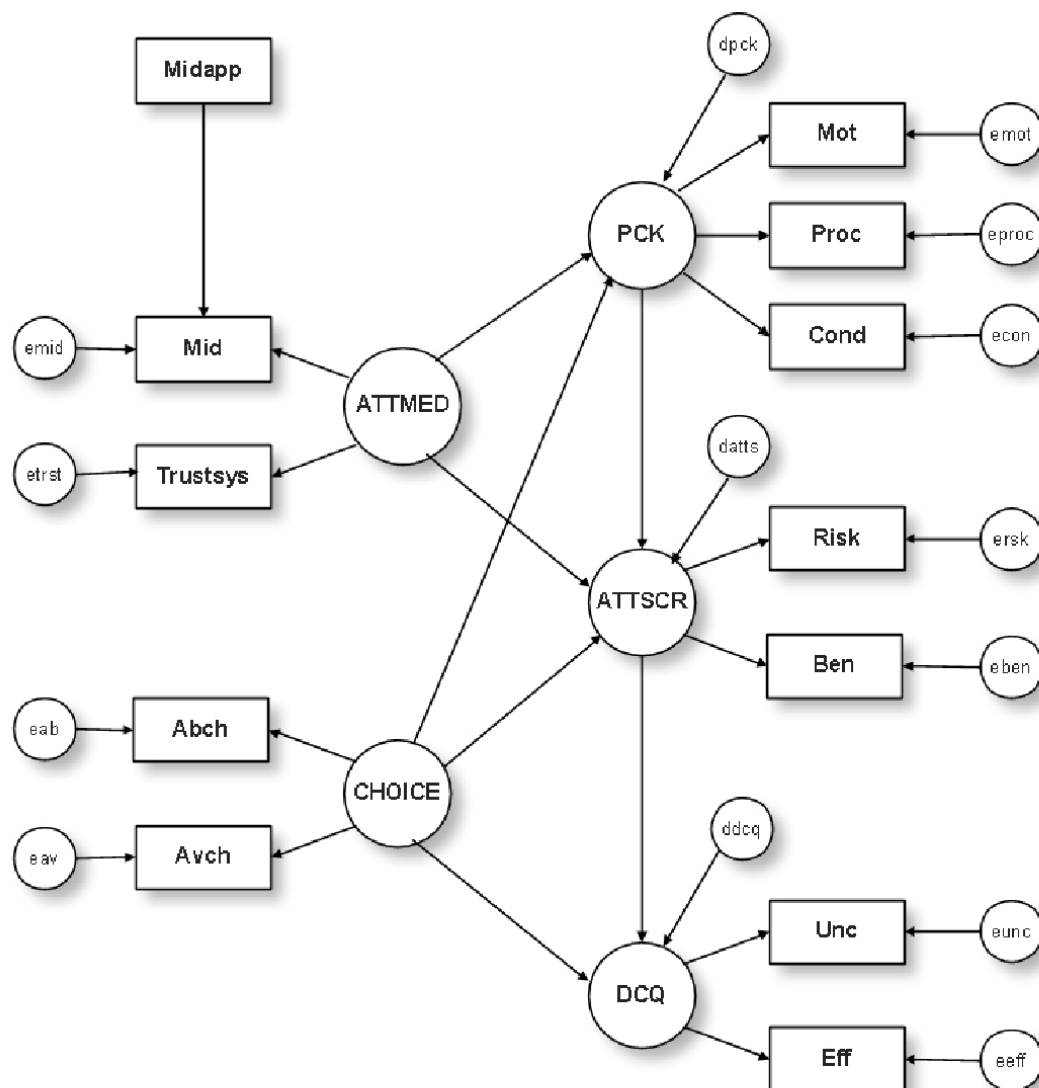 dpck
Midapp
Mot
emot
PCK
Proc
eproc
emid
Mid
Cond
econ
ATTMED
datts
etrst
Trustsys
Risk
ersk
ATTSCR
Ben
eben
eab
Abch
CHOICE
ddcq
eav
Avch
Unc
eunc
DCQ
Eff
eeff